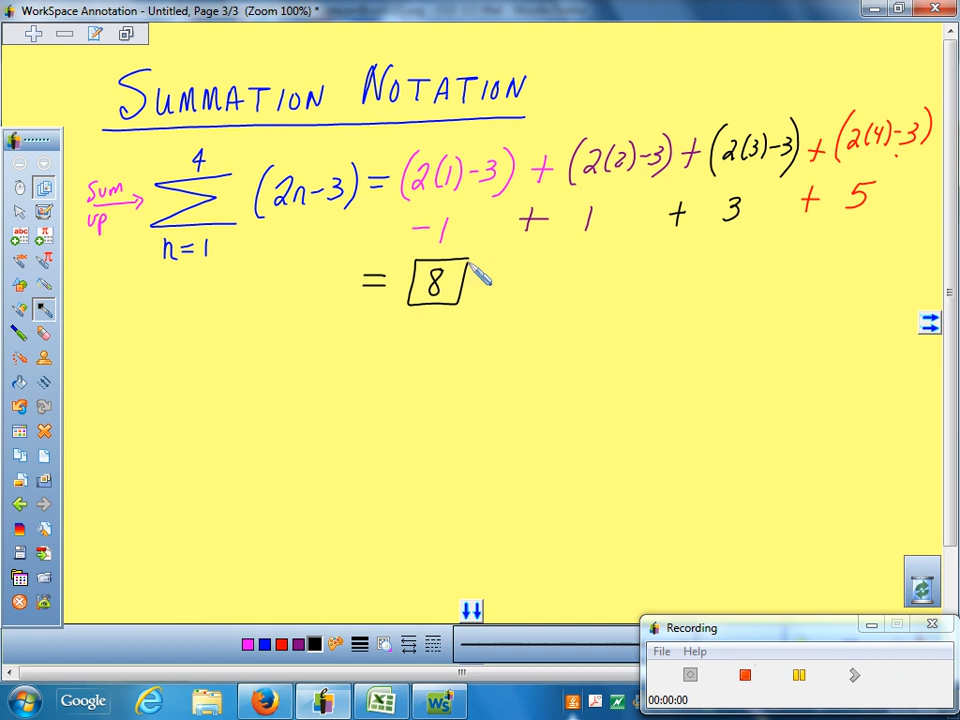 WorkSpace Annotation - Untitled, Page 3/3 (Zoom 100%) *
SUMMATION NOTATION
Sum up
4
∑ (2n-3) = (2(1)-3) + (2(2)-3) + (2(3)-3) + (2(4)-3)
n=1
-1 + 1 + 3 + 5
= 8
Recording
File Help
00:00:00
Google